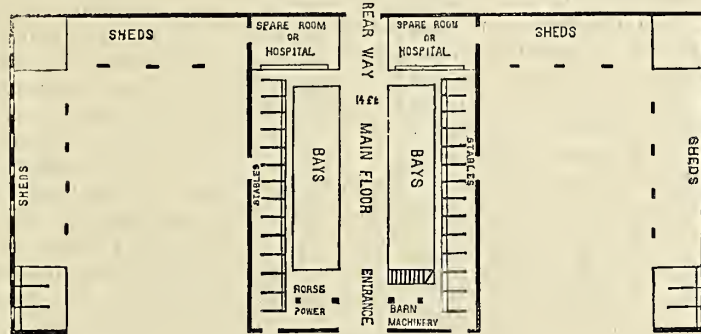 SHEDS
SPARE ROOM
OR
HOSPITAL
REAR WAY
SPARE ROOM
OR
HOSPITAL
SHEDS
14 ft
MAIN FLOOR
ENTRANCE
SHEDS
STABLES
BAYS
BAYS
STABLES
SHEDS
HORSE
POWER
BARN
MACHINERY